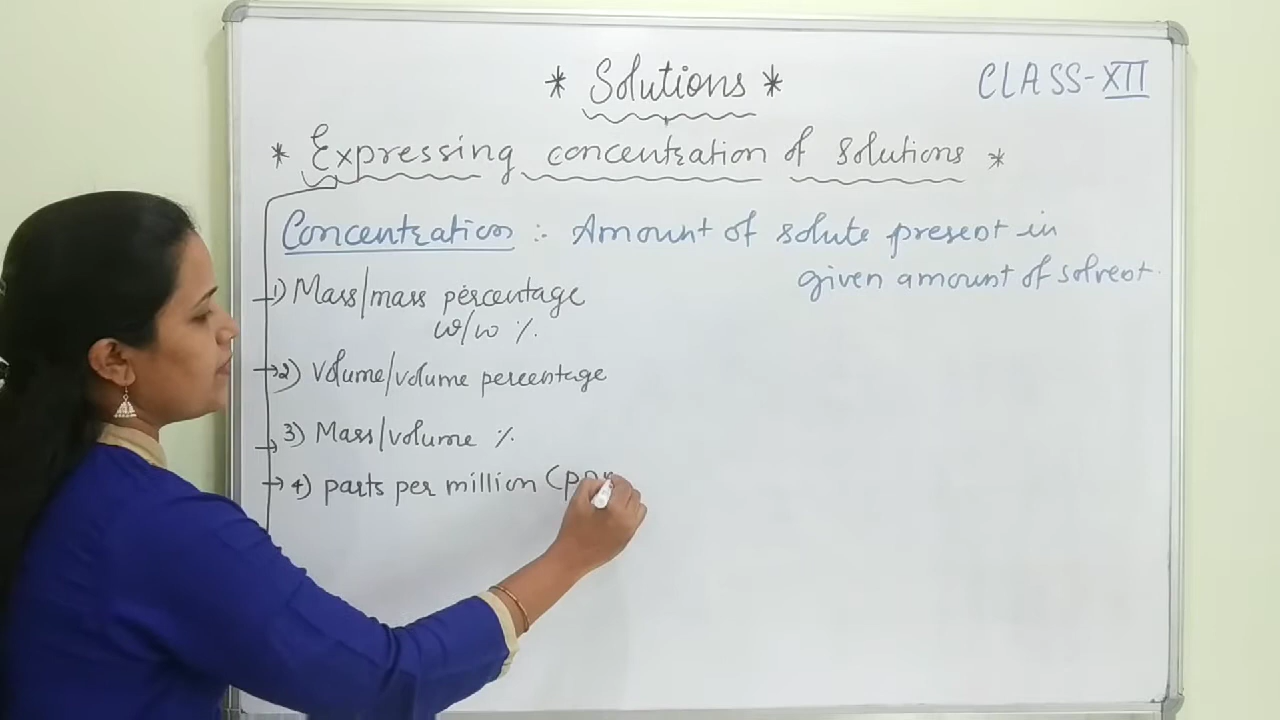 * Solutions *
CLASS-XII
* Expressing concentration of solutions *
Concentration :- Amount of solute present in
given amount of solvent.
1) Mass/mass percentage
w/w %.
2) Volume/volume percentage
3) Mass/volume %
4) parts per million (pp